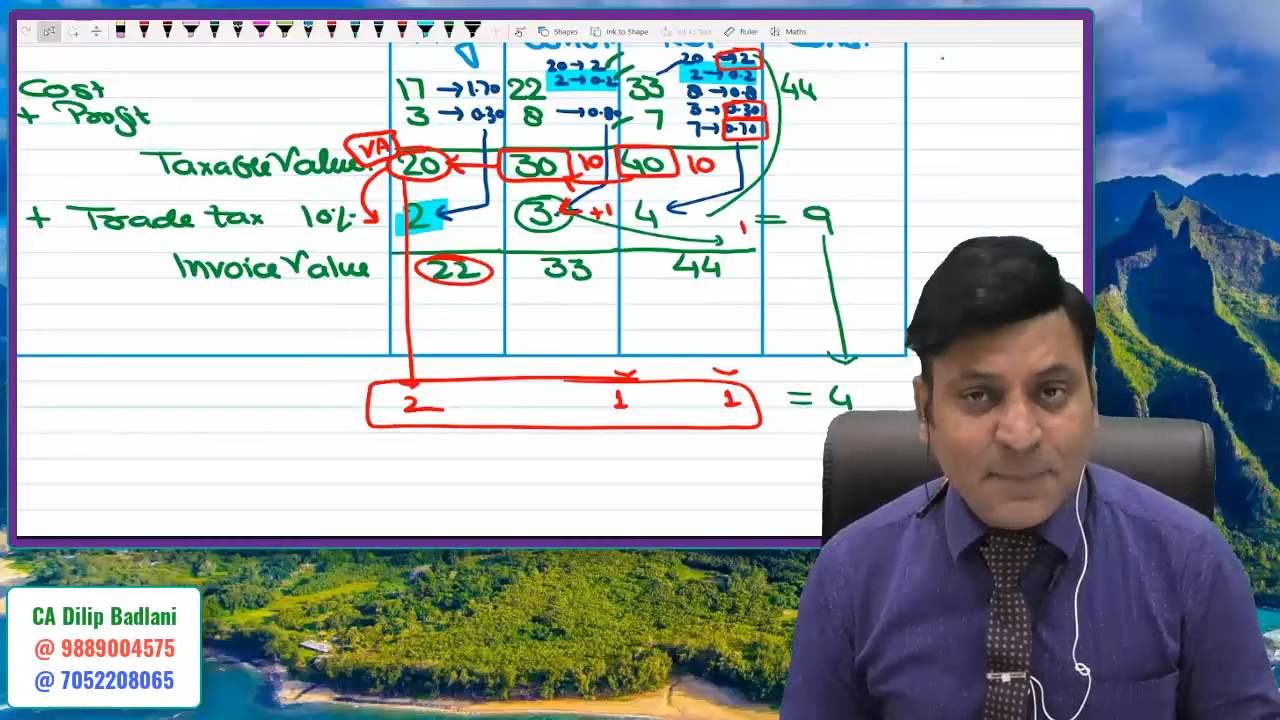 Shapes Ink to Shape Ink to Text Ruler Maths
20 → 2 20 → 2
Cost 17 → 1.70 22 2 → 0.2 33 2 → 0.2 44
8 → 0.8
+ Profit 3 → 0.30 8 → 0.80 7 3 → 0.30
7 → 0.70
VA
Taxable Value 20 30 10 40 10
+ Trade tax 10% 2 3 +1 4 1 = 9
Invoice Value 22 33 44
2 1 1 = 4
CA Dilip Badlani
@ 9889004575
@ 7052208065